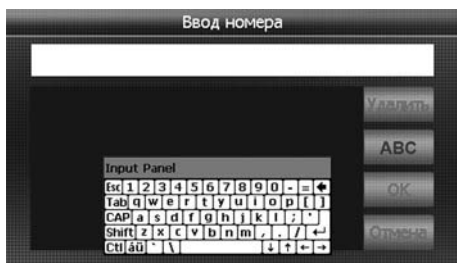 Ввод номера
Удалить
ABC
OK
Отмена
Input Panel
Esc 1 2 3 4 5 6 7 8 9 0 - =
Tab q w e r t y u i o p [ ]
CAP a s d f g h j k l ; '
Shift z x c v b n m , . /
Ctl áü ` \ ↓ ↑ ← →